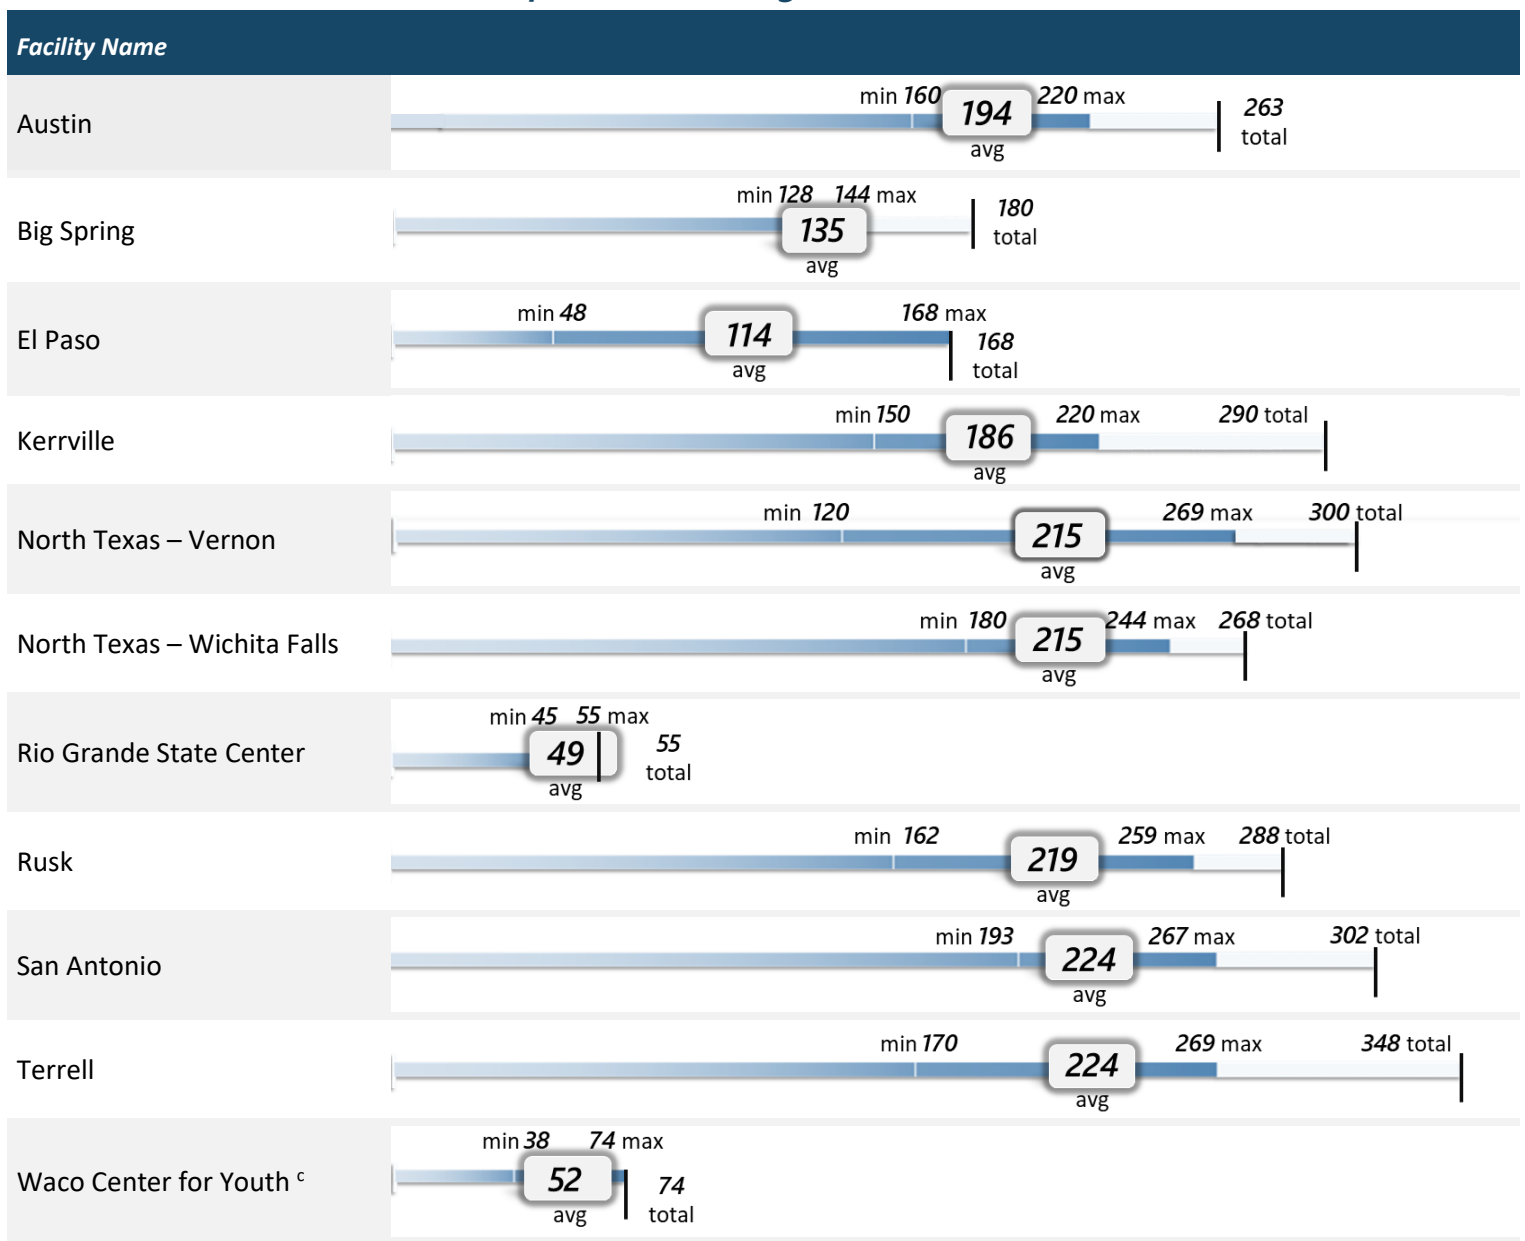 Facility Name
Austin
min 160 194 220 max 263
total
avg
Big Spring
min 128 144 max
135
180
total
avg
El Paso
min 48 114 168 max
168
total
avg
Kerrville
min 150 186 220 max 290 total
avg
North Texas – Vernon
min 120 215 269 max 300 total
avg
North Texas – Wichita Falls
min 180 215 244 max 268 total
avg
Rio Grande State Center
min 45 55 max
49
55
total
avg
Rusk
min 162 219 259 max 288 total
avg
San Antonio
min 193 224 267 max 302 total
avg
Terrell
min 170 224 269 max 348 total
avg
Waco Center for Youth c
min 38 74 max
52
74
total
avg